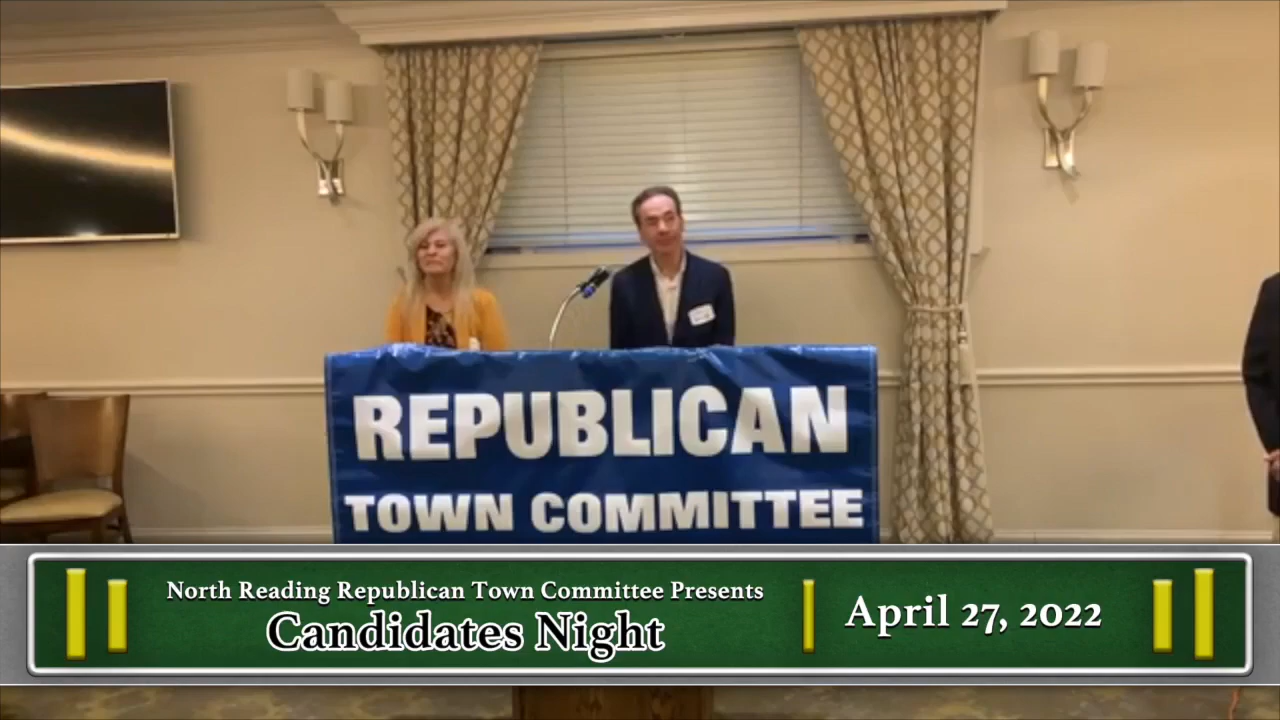 REPUBLICAN
TOWN COMMITTEE
North Reading Republican Town Committee Presents
Candidates Night
April 27, 2022